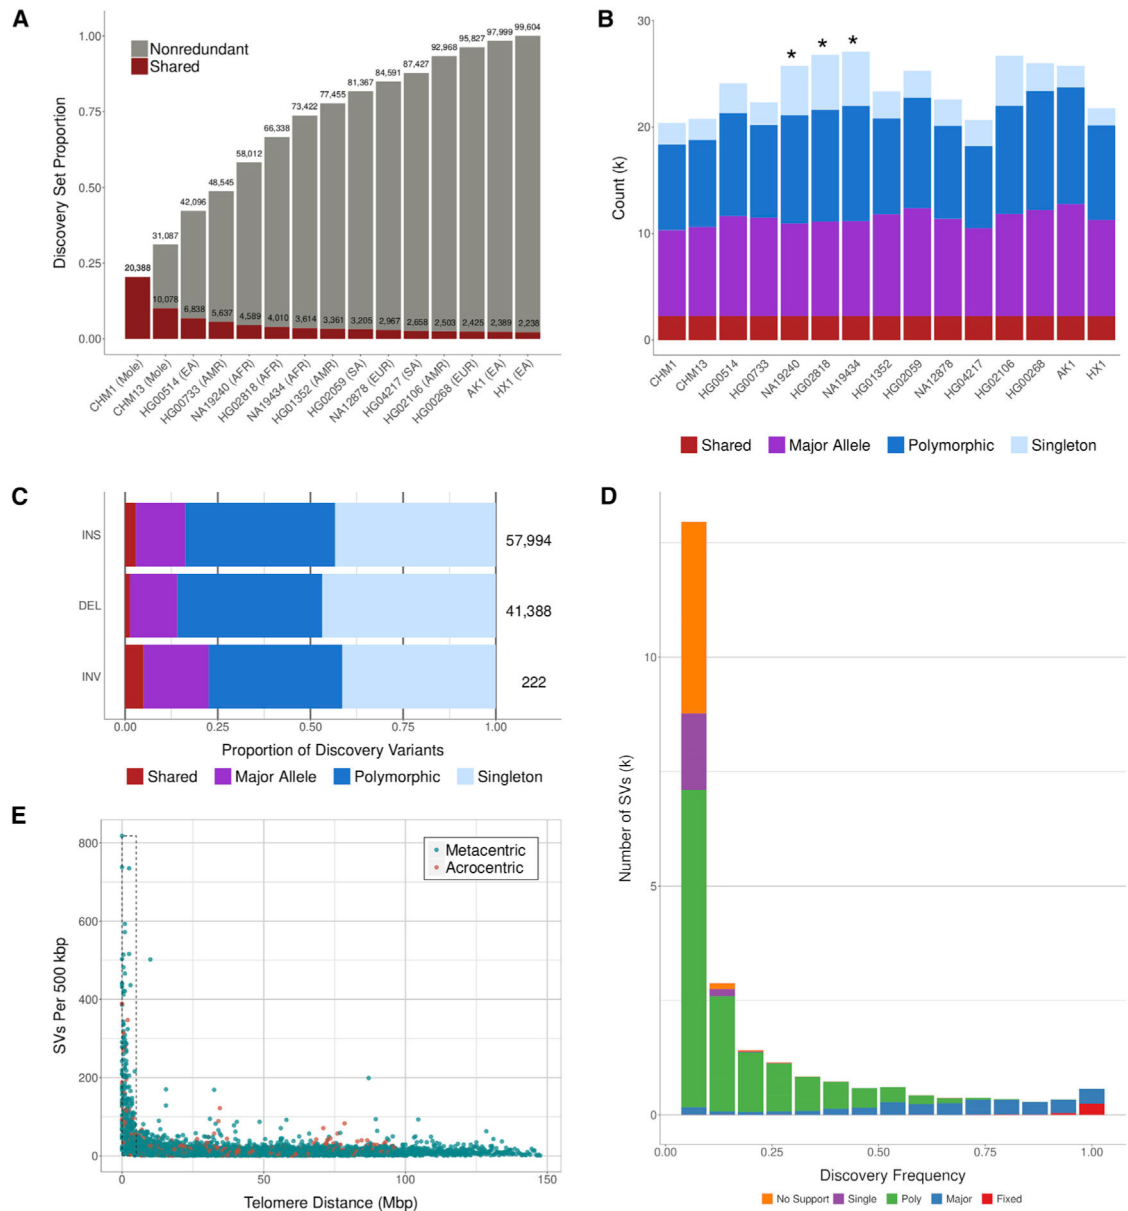 A
Nonredundant
Shared
Discovery Set Proportion
1.00
0.75
0.50
0.25
0.00
20,388
31,087
42,096
48,545
58,012
66,338
73,422
77,455
81,367
84,591
87,427
92,968
95,827
97,999
99,604
10,078
6,838
5,637
4,589
4,010
3,614
3,361
3,205
2,967
2,658
2,503
2,425
2,389
2,238
CHM1 (Mole)
CHM13 (Mole)
HG00514 (EA)
HG00733 (AMR)
NA19240 (AFR)
HG02818 (AFR)
NA19434 (AFR)
HG01352 (AMR)
HG02059 (SA)
NA12878 (EUR)
HG04217 (SA)
HG02106 (AMR)
HG00268 (EUR)
AK1 (EA)
HX1 (EA)
B
Count (k)
30
20
10
0
* * *
CHM1
CHM13
HG00514
HG00733
NA19240
HG02818
NA19434
HG01352
HG02059
NA12878
HG04217
HG02106
HG00268
AK1
HX1
Shared Major Allele Polymorphic Singleton
C
INS
57,994
DEL
41,388
INV
222
0.00 0.25 0.50 0.75 1.00
Proportion of Discovery Variants
Shared Major Allele Polymorphic Singleton
D
Number of SVs (k)
10
5
0
0.00 0.25 0.50 0.75 1.00
Discovery Frequency
No Support Single Poly Major Fixed
E
SVs Per 500 kbp
800
600
400
200
0
Metacentric
Acrocentric
0 50 100 150
Telomere Distance (Mbp)